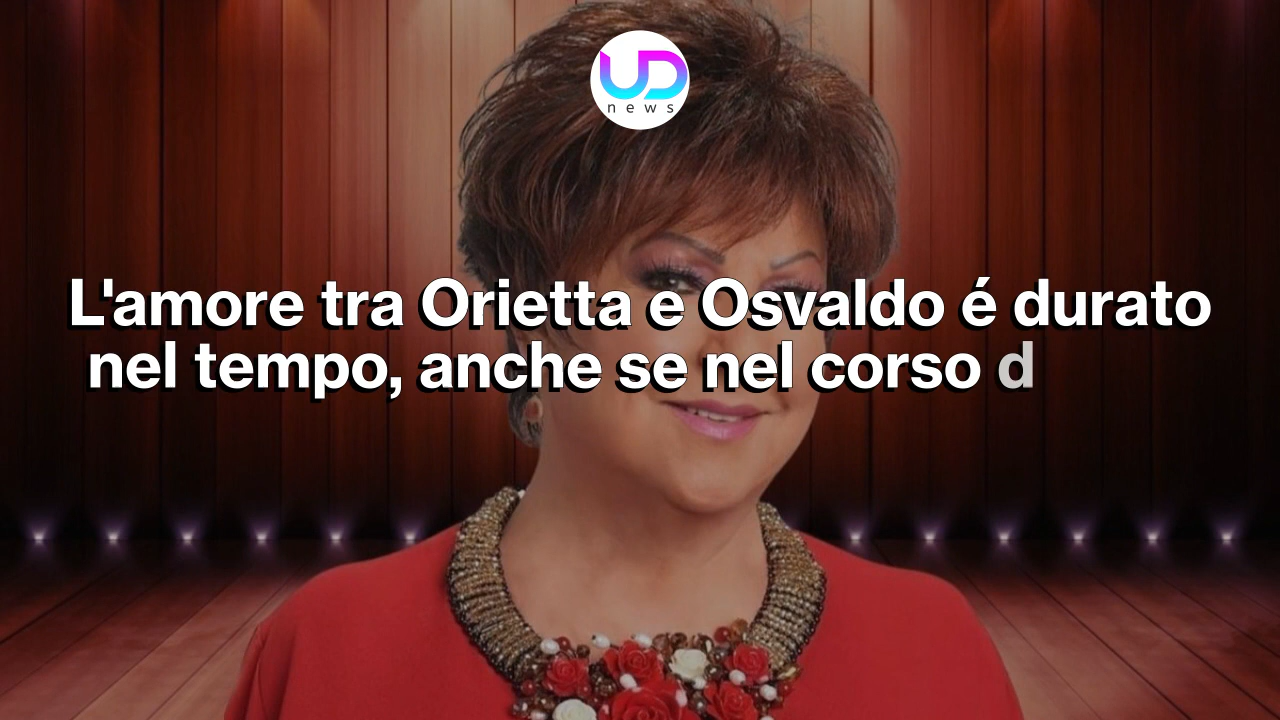 UD
news
L'amore tra Orietta e Osvaldo é durato
nel tempo, anche se nel corso d